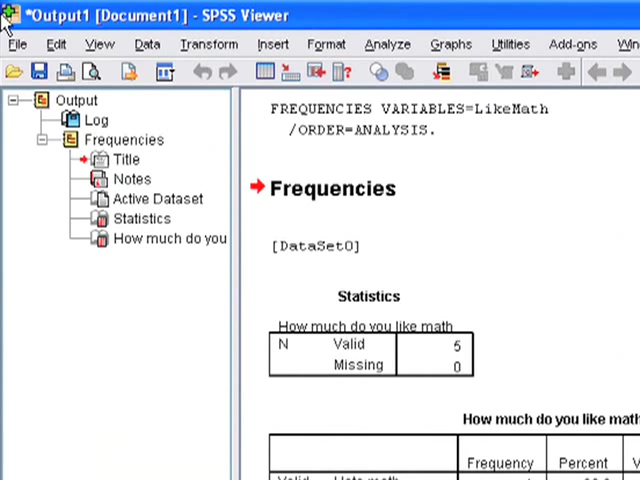 *Output1 [Document1] - SPSS Viewer
File Edit View Data Transform Insert Format Analyze Graphs Utilities Add-ons
Output
Log
Frequencies
Title
Notes
Active Dataset
Statistics
How much do you
FREQUENCIES VARIABLES=LikeMath
/ORDER=ANALYSIS.
Frequencies
[DataSet0]
Statistics
How much do you like math
N Valid 5
Missing 0
How much do you like math
Frequency Percent